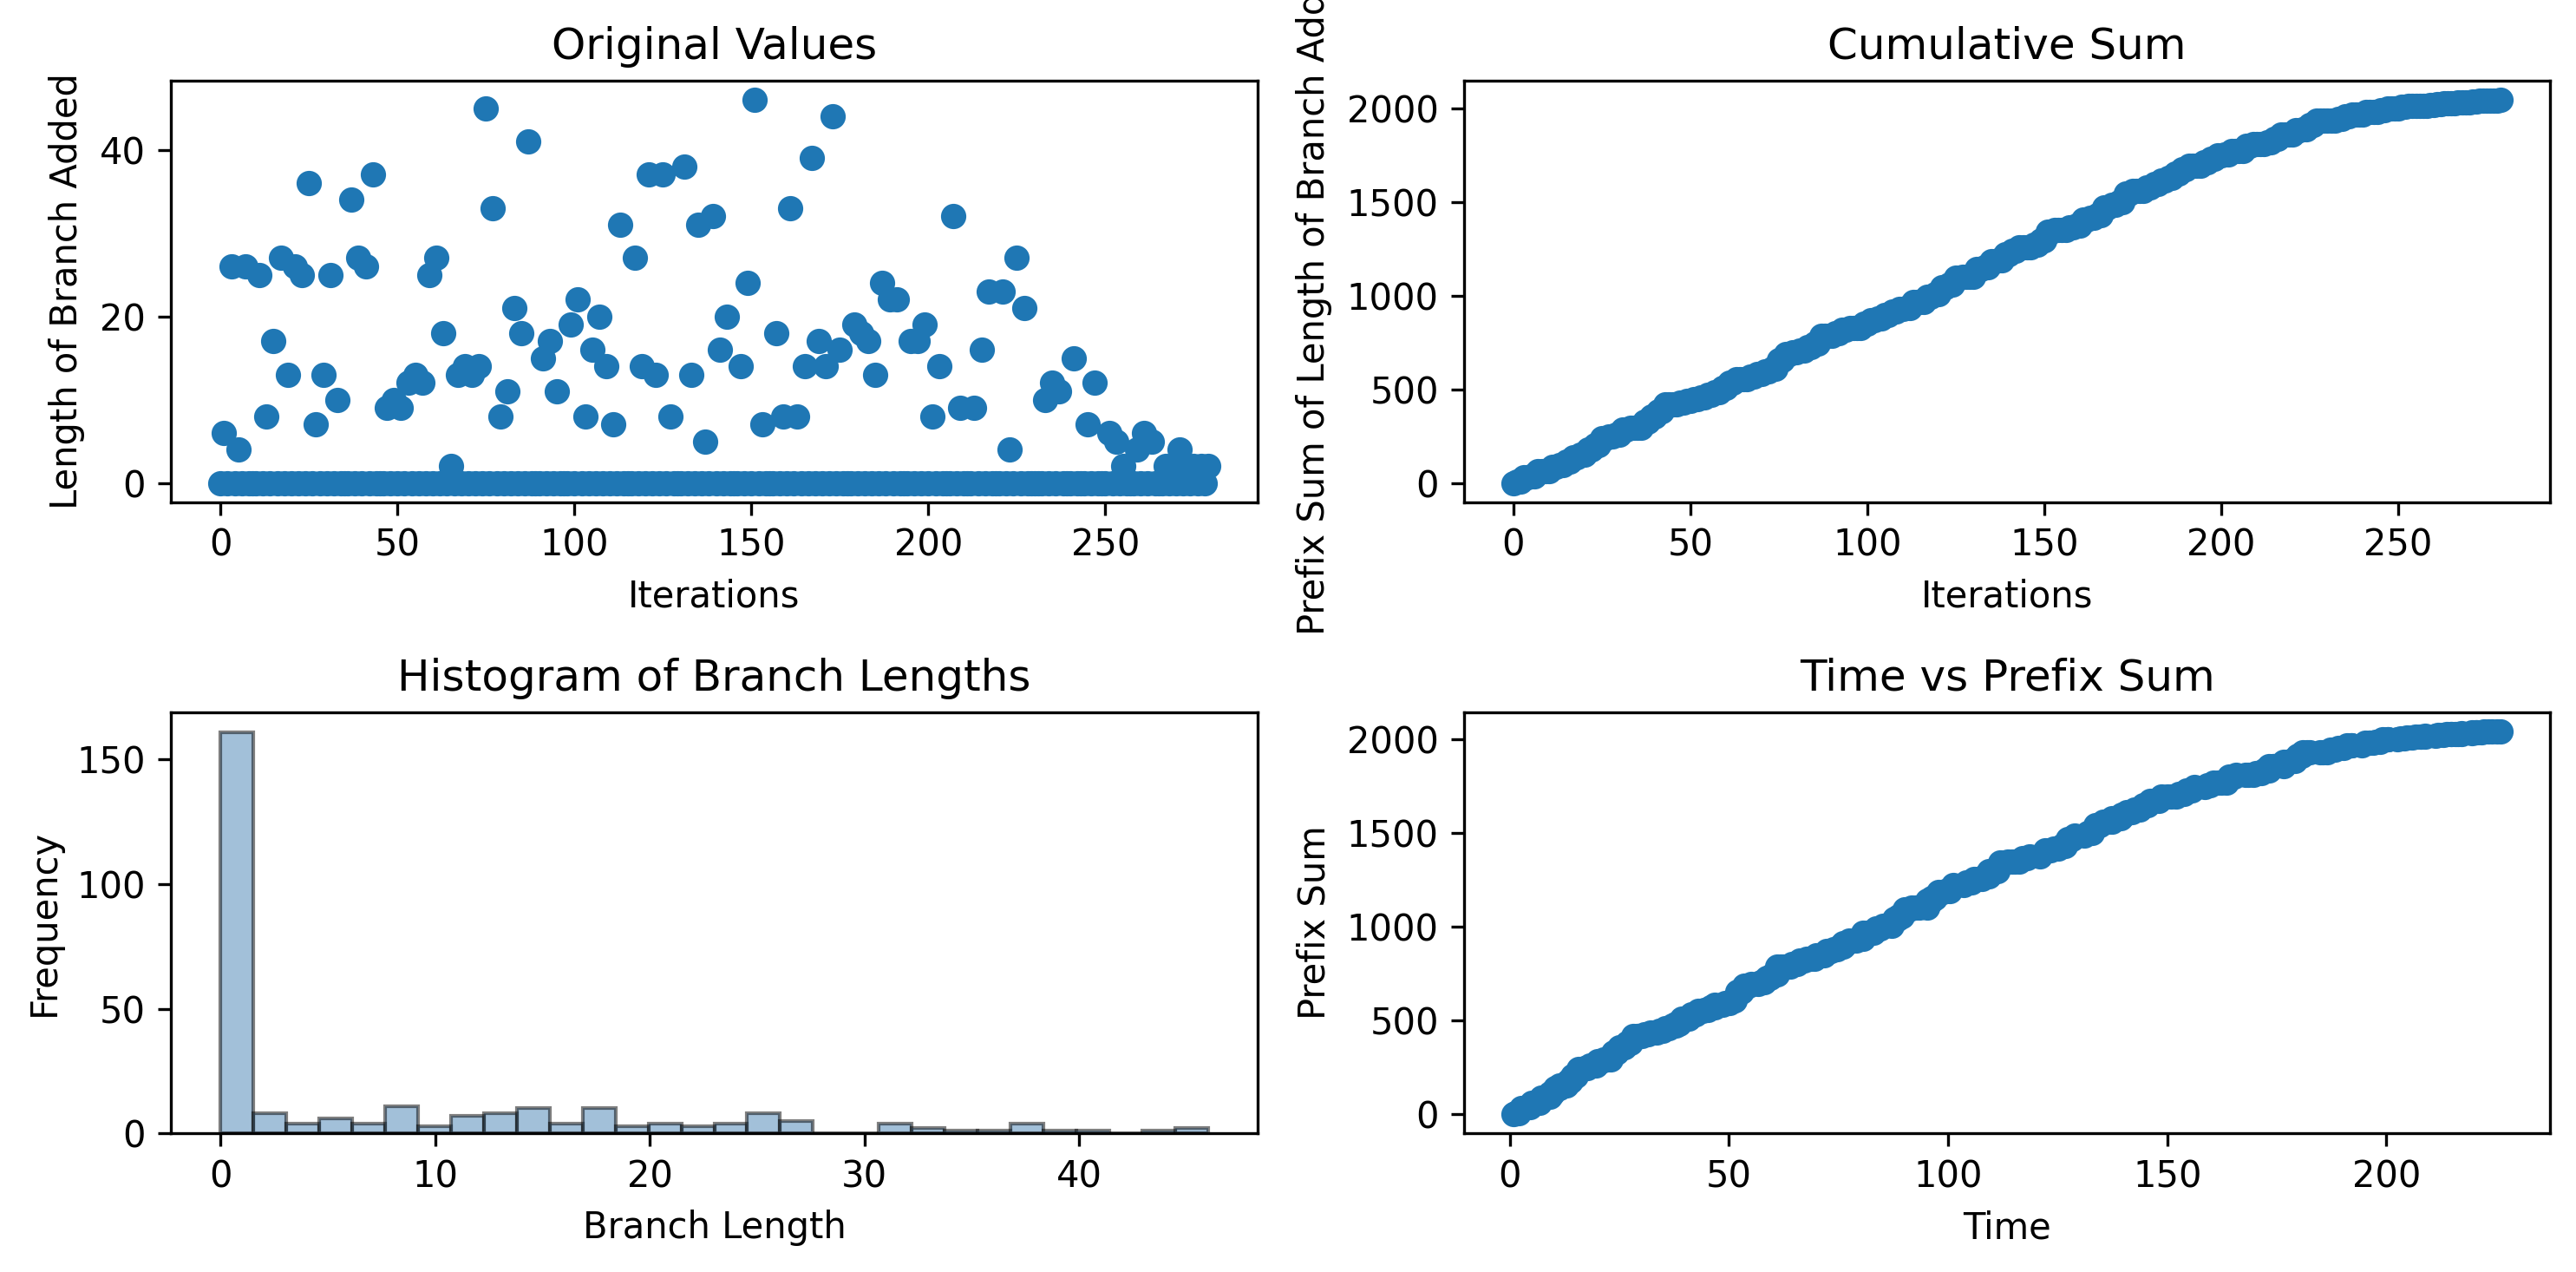 Original Values
Length of Branch Added
40
20
0
0 50 100 150 200 250
Iterations
Cumulative Sum
Prefix Sum of Length of Branch
2000
1500
1000
500
0
0 50 100 150 200 250
Iterations
Histogram of Branch Lengths
Frequency
150
100
50
0
0 10 20 30 40
Branch Length
Time vs Prefix Sum
Prefix Sum
2000
1500
1000
500
0
0 50 100 150 200
Time